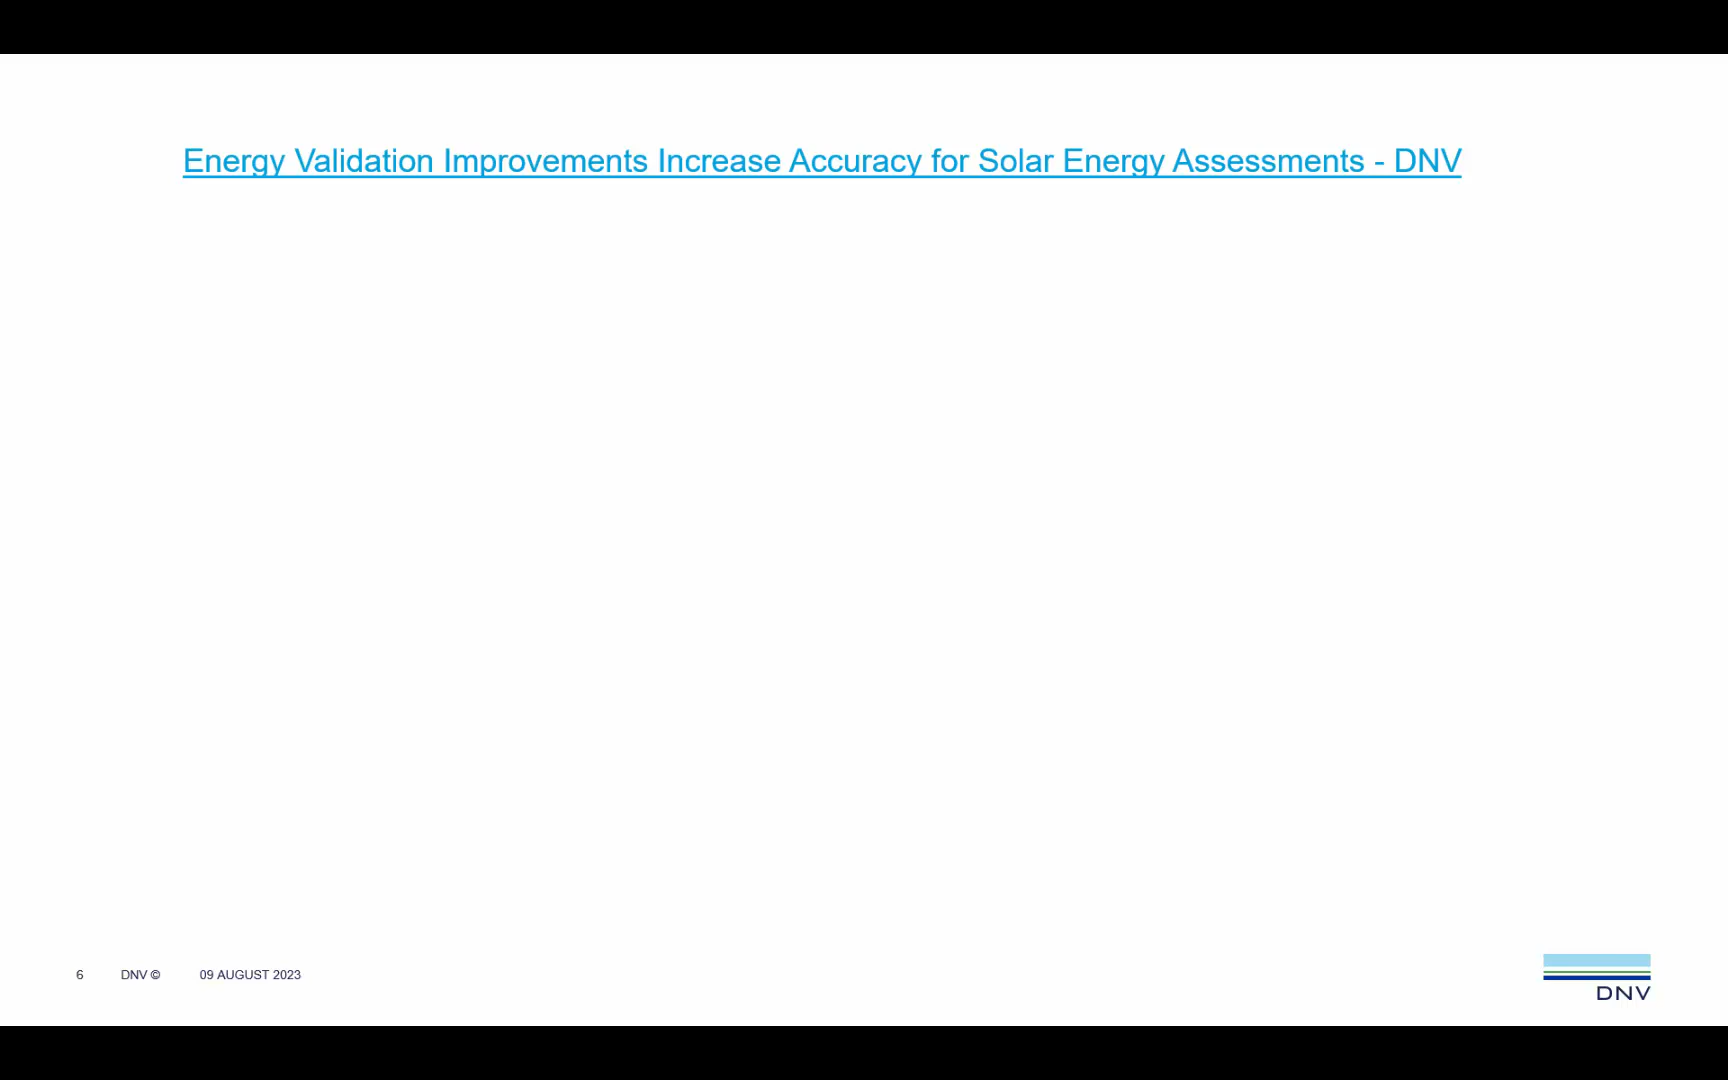 Energy Validation Improvements Increase Accuracy for Solar Energy Assessments - DNV
6 DNV © 09 AUGUST 2023
DNV